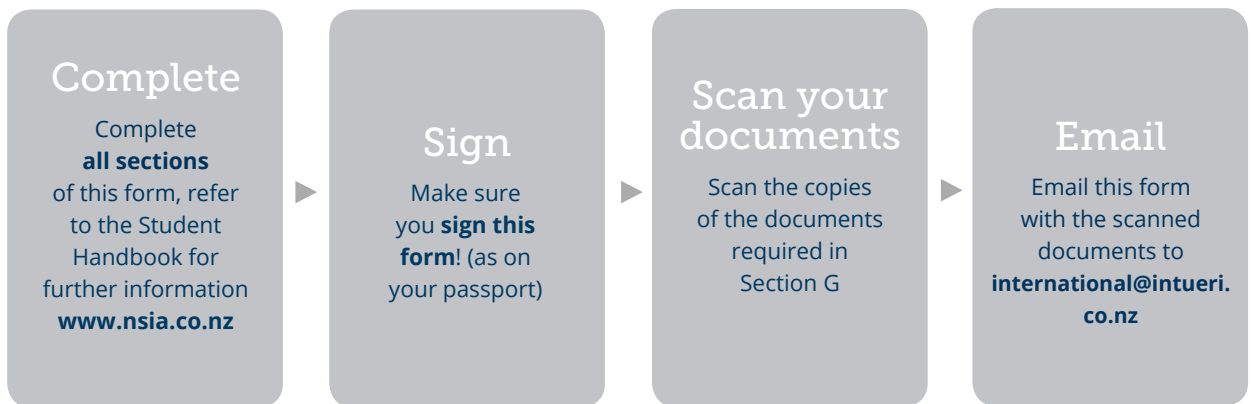 Complete
Complete
all sections
of this form, refer
to the Student
Handbook for
further information
www.nsia.co.nz
Sign
Make sure
you sign this
form! (as on
your passport)
Scan your
documents
Scan the copies
of the documents
required in
Section G
Email
Email this form
with the scanned
documents to
international@intueri.
co.nz